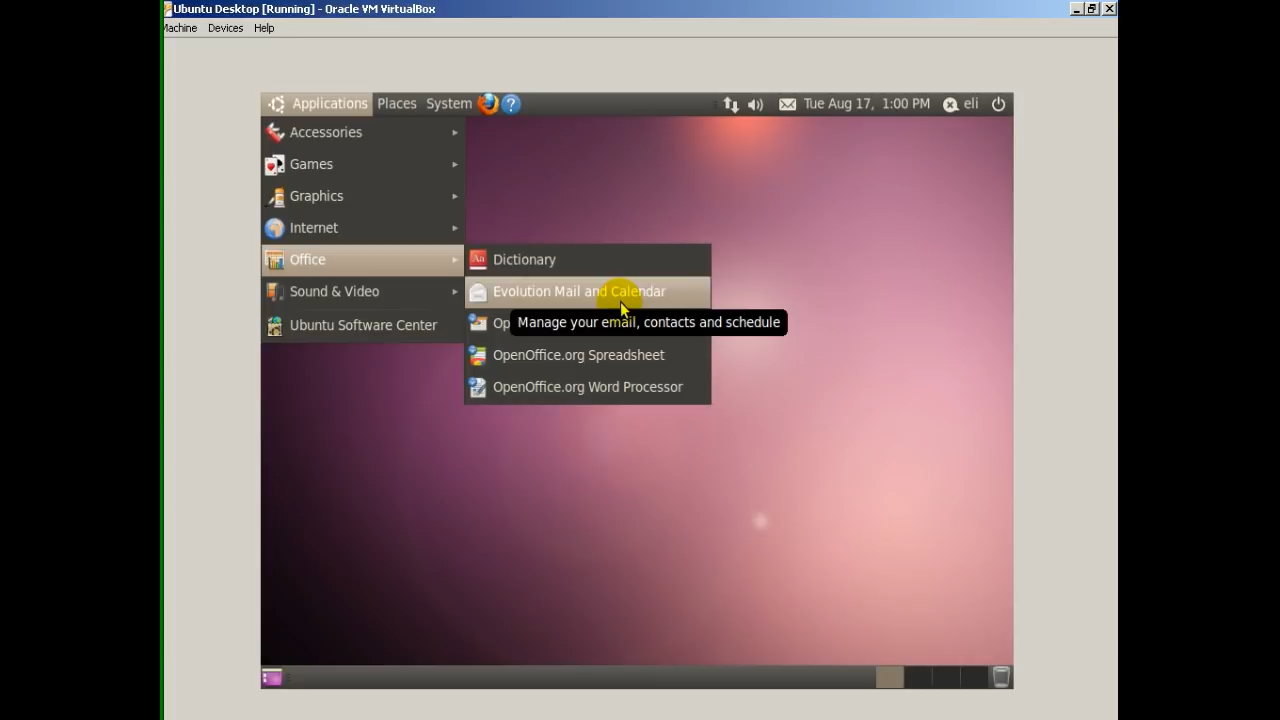 Ubuntu Desktop [Running] - Oracle VM VirtualBox
Machine Devices Help
Applications Places System ? Tue Aug 17, 1:00 PM eli
Accessories
Games
Graphics
Internet
Office
Sound & Video
Ubuntu Software Center
Aa Dictionary
Evolution Mail and Calendar
Op
Manage your email, contacts and schedule
OpenOffice.org Spreadsheet
OpenOffice.org Word Processor